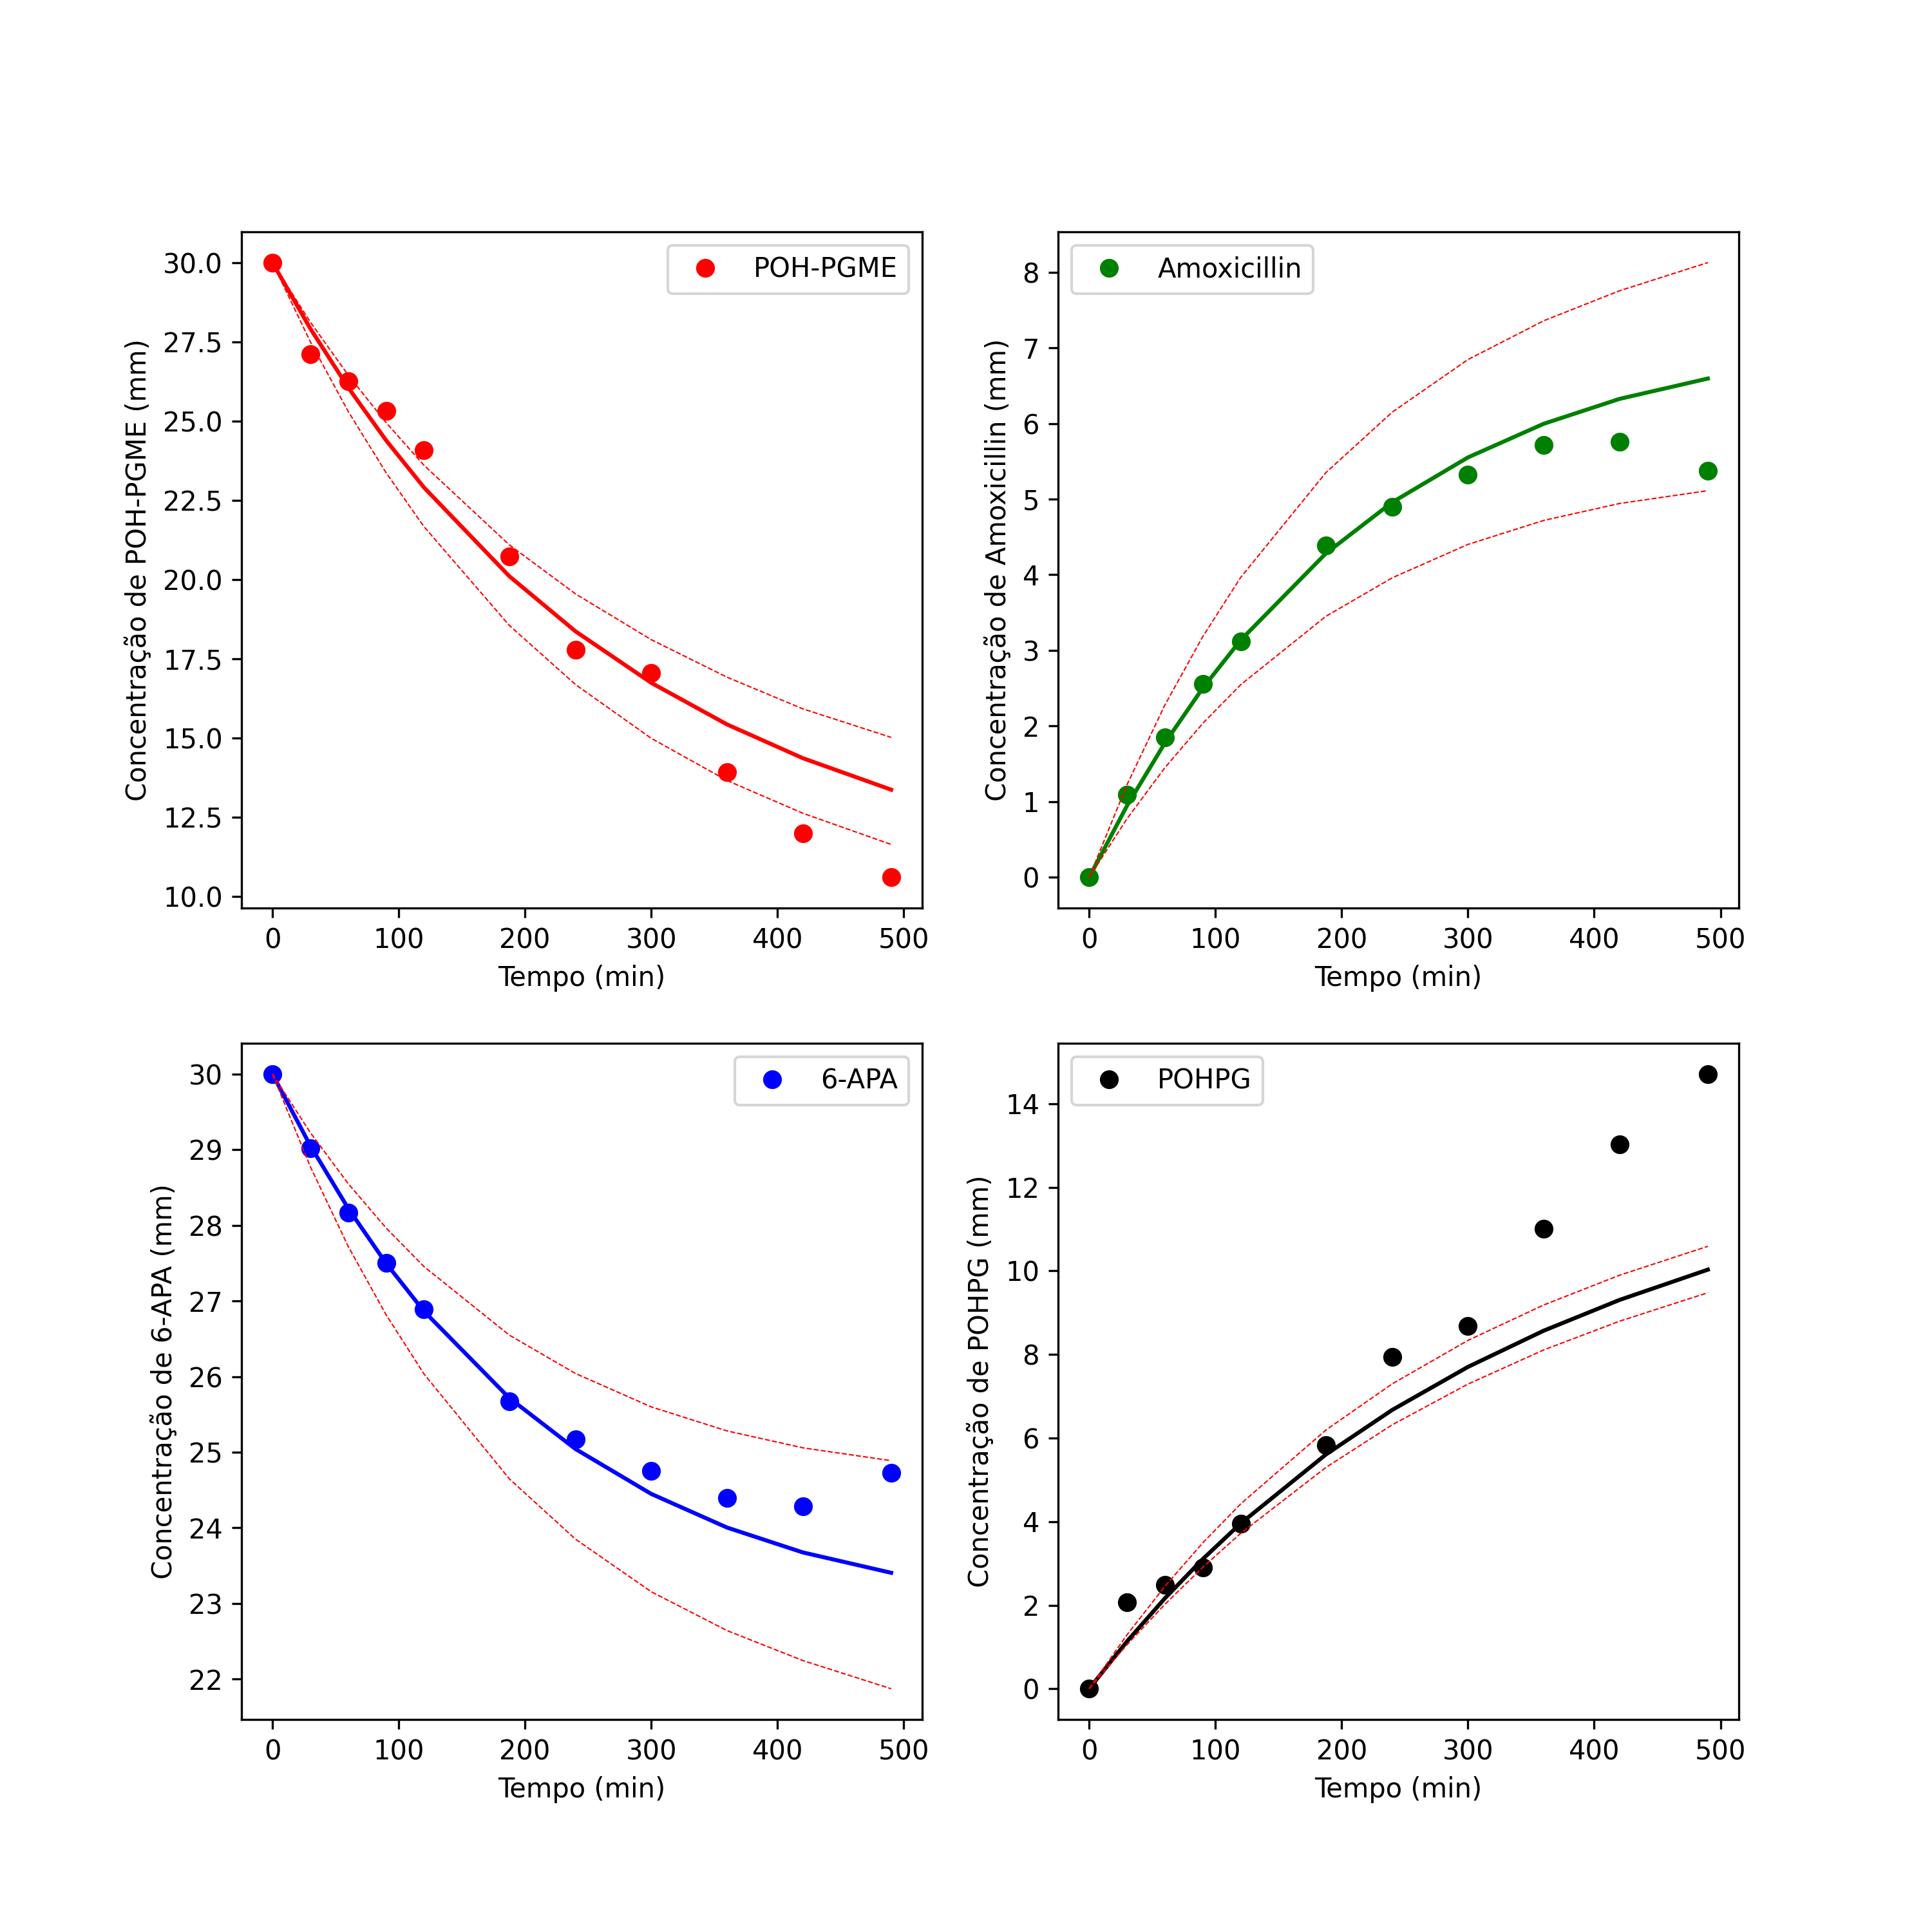 POH-PGME
Concentração de POH-PGME (mm)
30.0
27.5
25.0
22.5
20.0
17.5
15.0
12.5
10.0
0 100 200 300 400 500
Tempo (min)
Amoxicillin
Concentração de Amoxicillin (mm)
8
7
6
5
4
3
2
1
0
0 100 200 300 400 500
Tempo (min)
6-APA
Concentração de 6-APA (mm)
30
29
28
27
26
25
24
23
22
0 100 200 300 400 500
Tempo (min)
POHPG
Concentração de POHPG (mm)
14
12
10
8
6
4
2
0
0 100 200 300 400 500
Tempo (min)